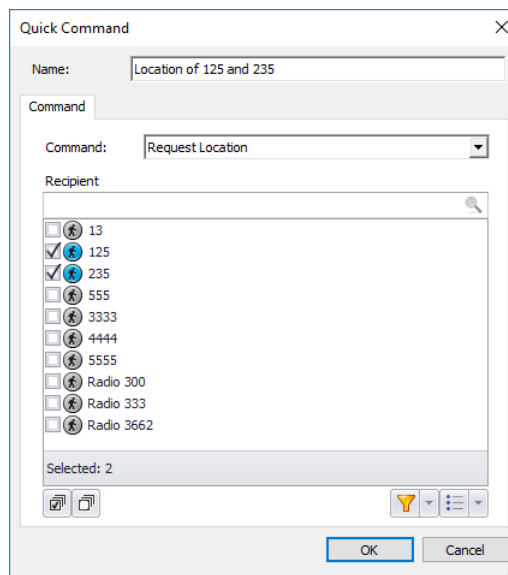 Quick Command
Name: Location of 125 and 235
Command
Command: Request Location
Recipient
13
125
235
555
3333
4444
5555
Radio 300
Radio 333
Radio 3662
Selected: 2
OK Cancel